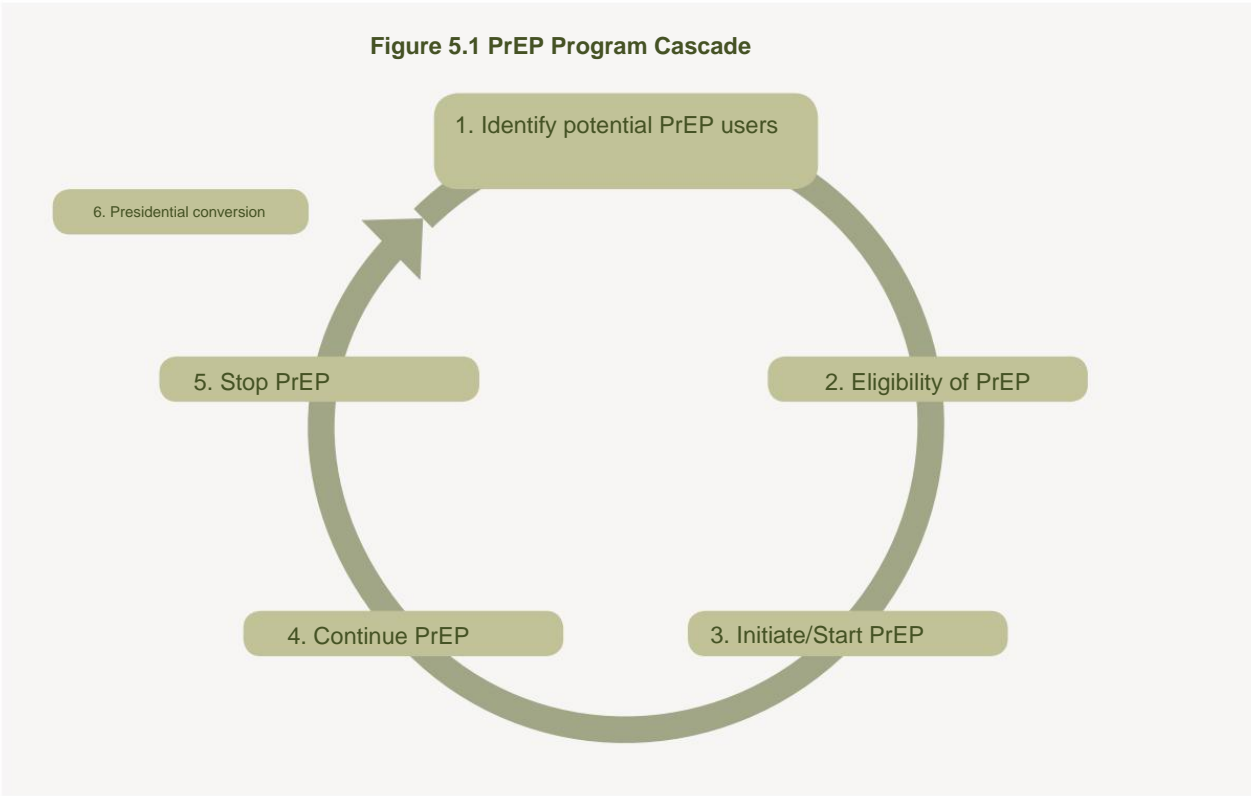 Figure 5.1 PrEP Program Cascade
1. Identify potential PrEP users
2. Eligibility of PrEP
3. Initiate/Start PrEP
4. Continue PrEP
5. Stop PrEP
6. Presidential conversion